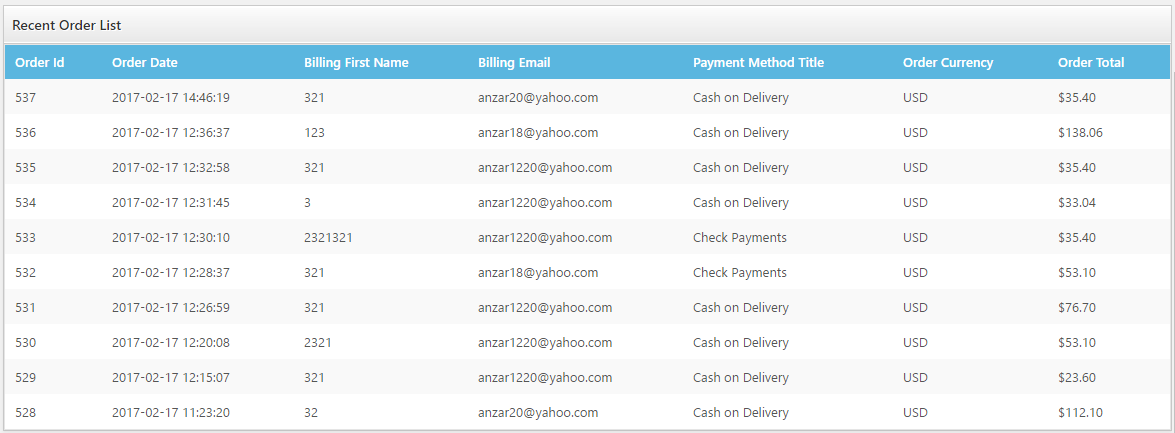 Recent Order List
Order Id Order Date Billing First Name Billing Email Payment Method Title Order Currency Order Total
537 2017-02-17 14:46:19 321 anzar20@yahoo.com Cash on Delivery USD $35.40
536 2017-02-17 12:36:37 123 anzar18@yahoo.com Cash on Delivery USD $138.06
535 2017-02-17 12:32:58 321 anzar1220@yahoo.com Cash on Delivery USD $35.40
534 2017-02-17 12:31:45 3 anzar1220@yahoo.com Cash on Delivery USD $33.04
533 2017-02-17 12:30:10 2321321 anzar1220@yahoo.com Check Payments USD $35.40
532 2017-02-17 12:28:37 321 anzar18@yahoo.com Check Payments USD $53.10
531 2017-02-17 12:26:59 321 anzar1220@yahoo.com Cash on Delivery USD $76.70
530 2017-02-17 12:20:08 2321 anzar1220@yahoo.com Cash on Delivery USD $53.10
529 2017-02-17 12:15:07 321 anzar1220@yahoo.com Cash on Delivery USD $23.60
528 2017-02-17 11:23:20 32 anzar20@yahoo.com Cash on Delivery USD $112.10